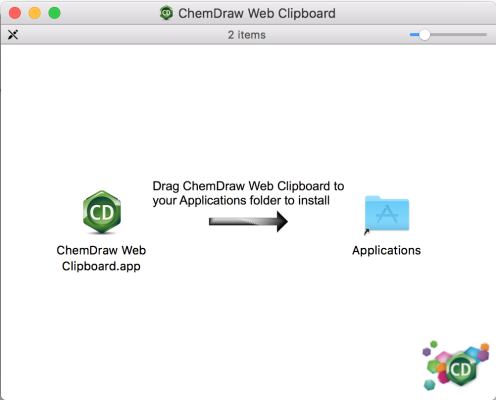 ChemDraw Web Clipboard
2 items
Drag ChemDraw Web Clipboard to
your Applications folder to install
CD
ChemDraw Web
Clipboard.app
Applications
CD